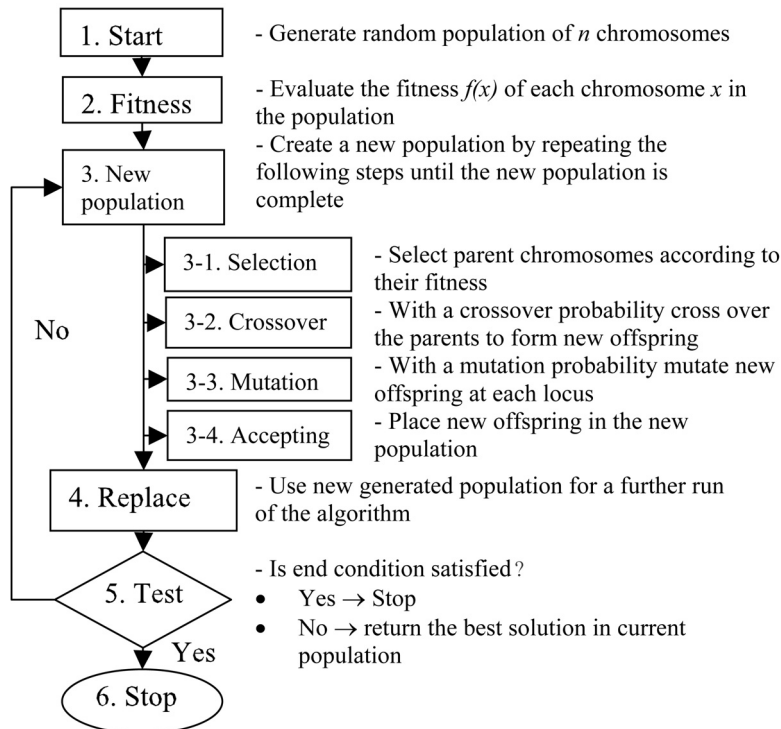 1. Start
- Generate random population of n chromosomes
2. Fitness
- Evaluate the fitness f(x) of each chromosome x in
the population
3. New
population
- Create a new population by repeating the
following steps until the new population is
complete
3-1. Selection
- Select parent chromosomes according to
their fitness
3-2. Crossover
- With a crossover probability cross over
the parents to form new offspring
No
3-3. Mutation
- With a mutation probability mutate new
offspring at each locus
3-4. Accepting
- Place new offspring in the new
population
4. Replace
- Use new generated population for a further run
of the algorithm
5. Test
- Is end condition satisfied?
• Yes → Stop
• No → return the best solution in current
population
Yes
6. Stop